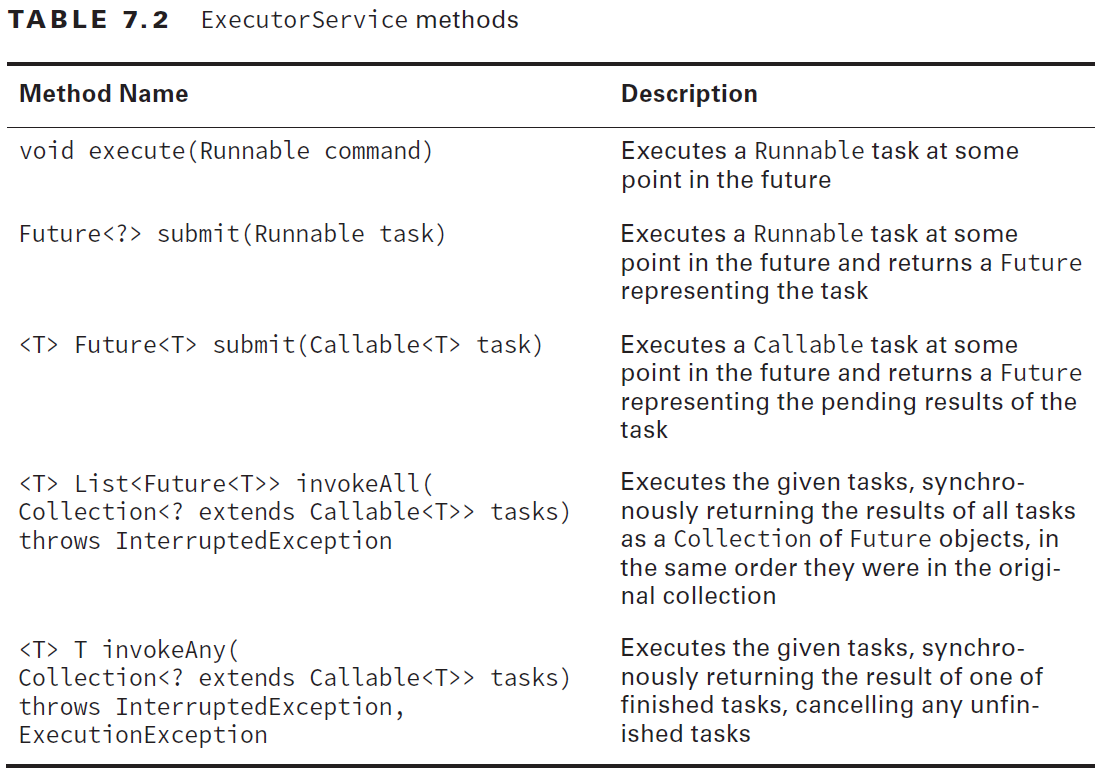 TABLE 7.2 ExecutorService methods
Method Name Description
void execute(Runnable command) Executes a Runnable task at some
point in the future
Future<?> submit(Runnable task) Executes a Runnable task at some
point in the future and returns a Future
representing the task
<T> Future<T> submit(Callable<T> task) Executes a Callable task at some
point in the future and returns a Future
representing the pending results of the
task
<T> List<Future<T>> invokeAll( Executes the given tasks, synchro-
Collection<? extends Callable<T>> tasks) nously returning the results of all tasks
throws InterruptedException as a Collection of Future objects, in
the same order they were in the origi-
nal collection
<T> T invokeAny( Executes the given tasks, synchro-
Collection<? extends Callable<T>> tasks) nously returning the result of one of
throws InterruptedException, finished tasks, cancelling any unfin-
ExecutionException ished tasks